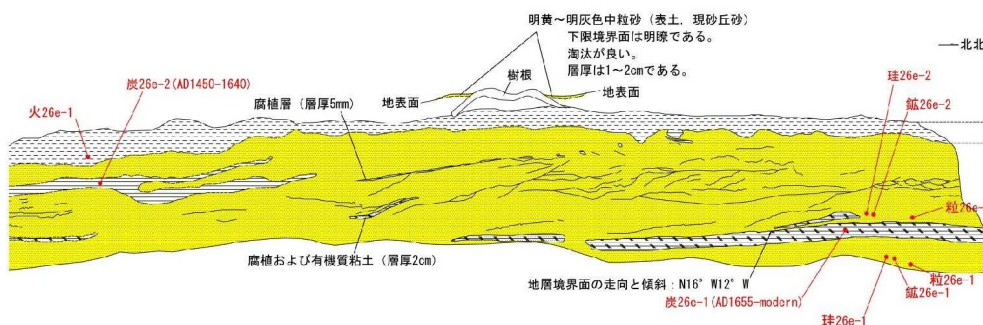 明黄~明灰色中粒砂(表土，現砂丘砂)
下限境界面は明瞭である。
淘汰が良い。
層厚は1~2cmである。
北北
炭26e-2(AD1450-1640)
樹根
珪26e-2
火26e-1
腐植層(層厚5mm)
地表面
地表面
鉱26e-2
粒26e-
腐植および有機質粘土(層厚2cm)
地層境界面の走向と傾斜:N16°W12°W
炭26e-1(AD1655-modern)
粒26e-1
鉱26e-1
珪26e-1